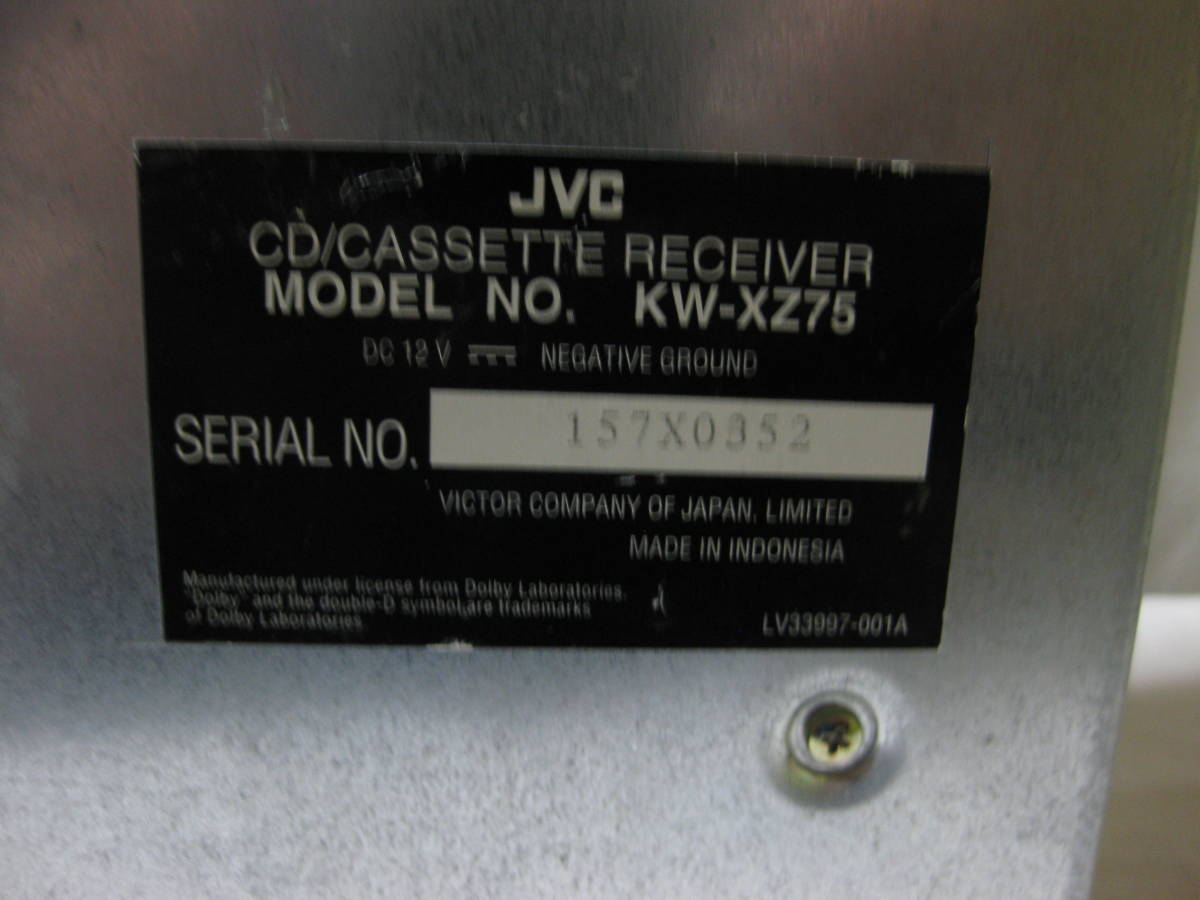 JVC
CD/CASSETTE RECEIVER
MODEL NO. KW-XZ75
DC 12 V NEGATIVE GROUND
SERIAL NO. 157X0352
VICTOR COMPANY OF JAPAN, LIMITED
MADE IN INDONESIA
Manufactured under license from Dolby Laboratories.
"Dolby" and the double-D symbol are trademarks
of Dolby Laboratories.
LV33997-001A